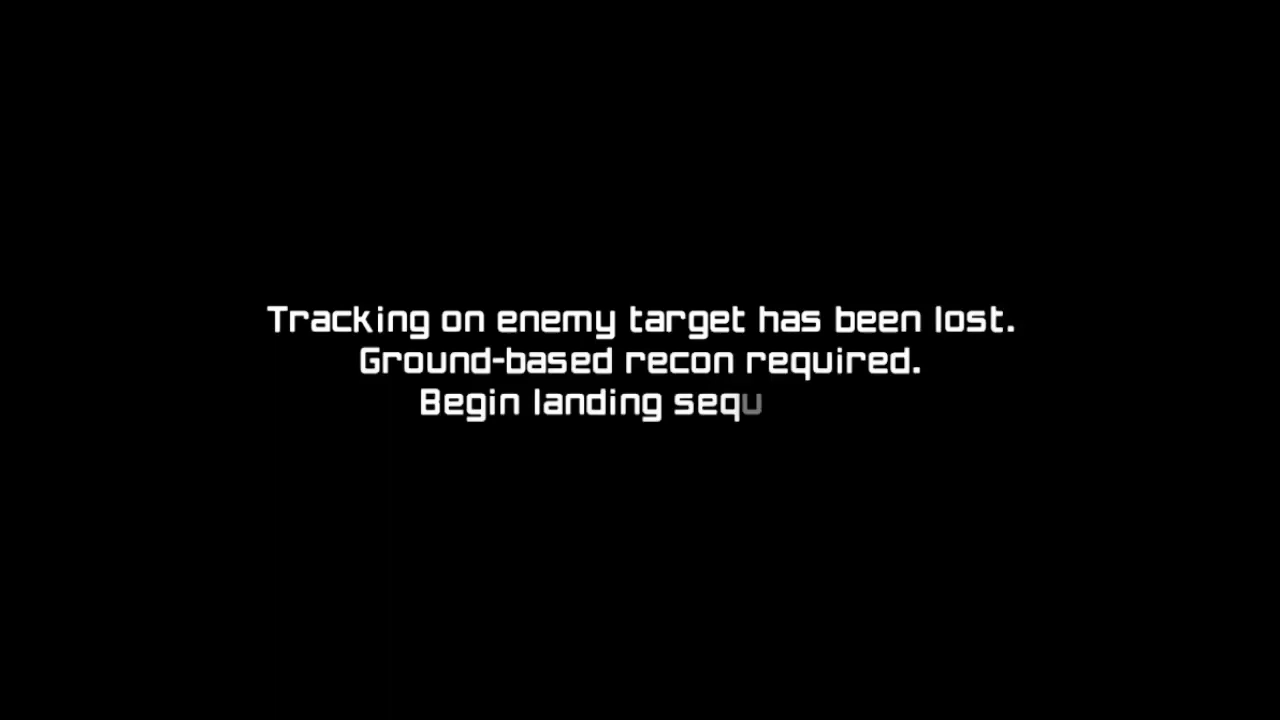 Tracking on enemy target has been lost.
Ground-based recon required.
Begin landing sequ